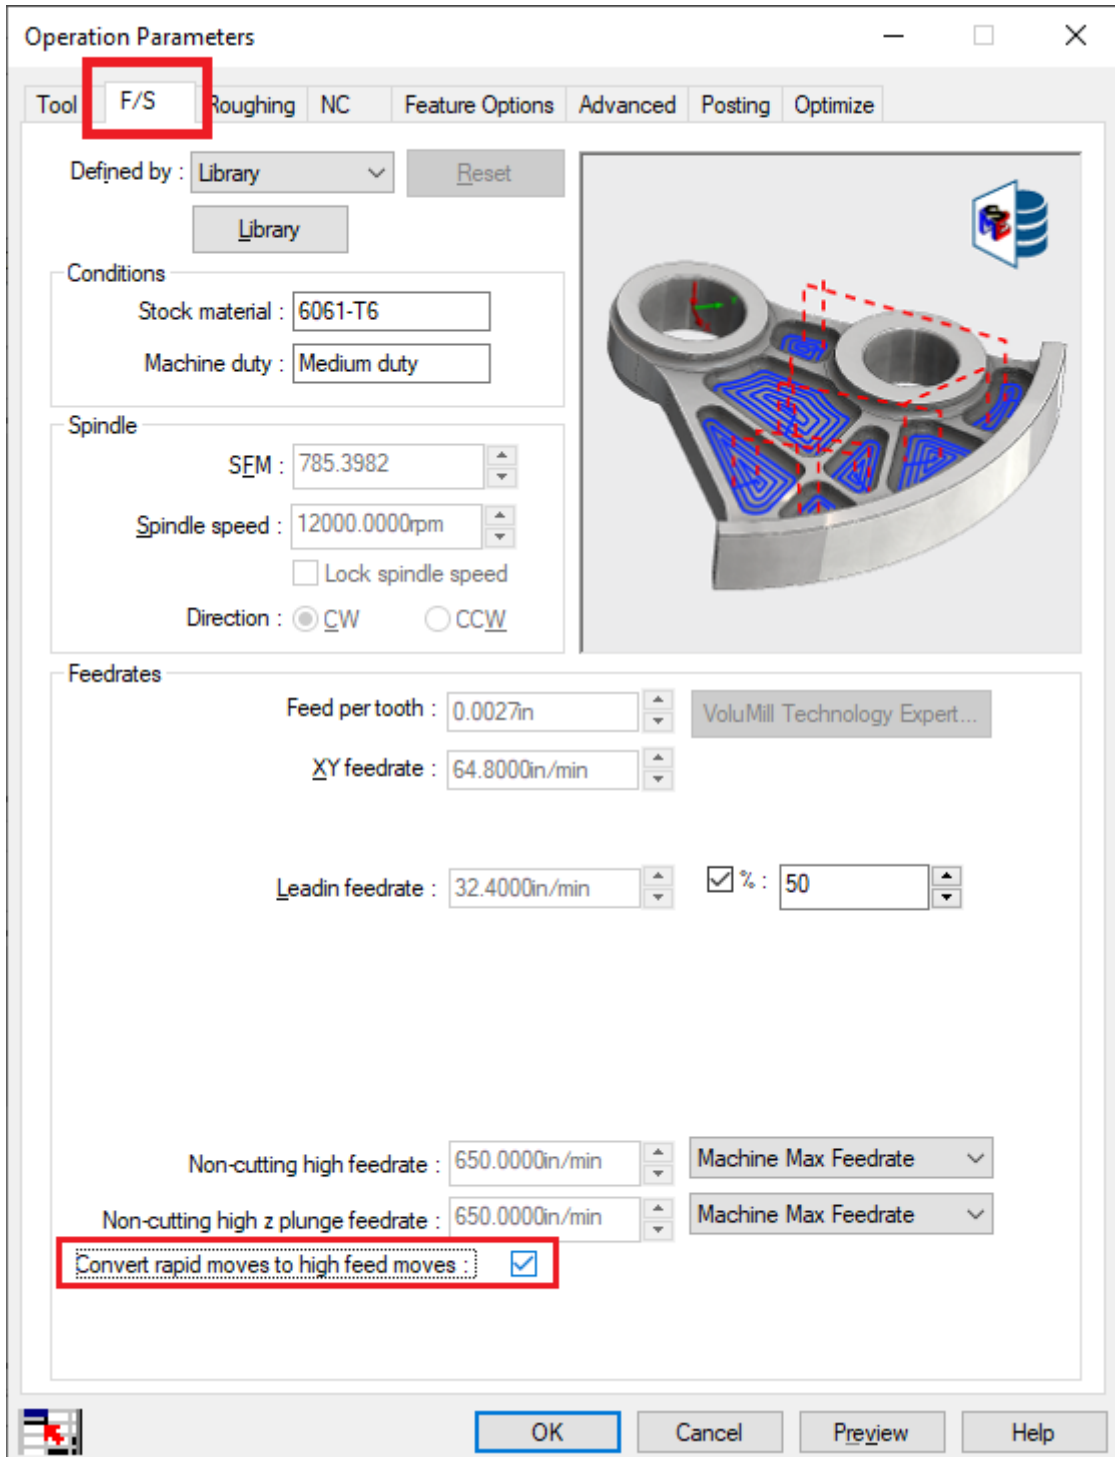 Operation Parameters
Tool F/S Roughing NC Feature Options Advanced Posting Optimize
Defined by : Library Reset
Library
Conditions
Stock material : 6061-T6
Machine duty : Medium duty
Spindle
SFM : 785.3982
Spindle speed : 12000.0000rpm
Lock spindle speed
Direction : CW CCW
Feedrates
Feed per tooth : 0.0027in VoluMill Technology Expert...
XY feedrate : 64.8000in/min
Leadin feedrate : 32.4000in/min % : 50
Non-cutting high feedrate : 650.0000in/min Machine Max Feedrate
Non-cutting high z plunge feedrate : 650.0000in/min Machine Max Feedrate
Convert rapid moves to high feed moves :
OK Cancel Preview Help